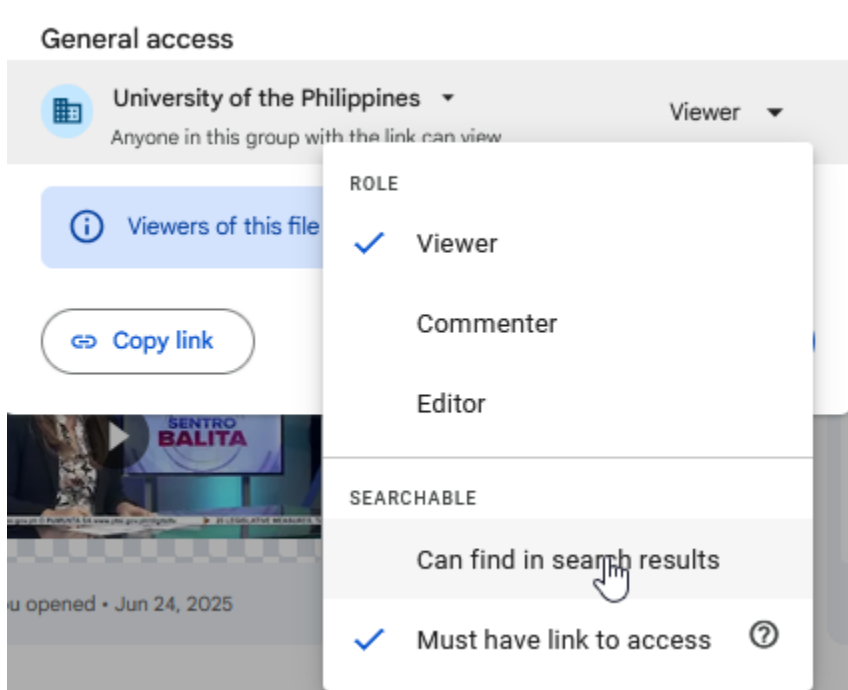 General access
University of the Philippines
Anyone in this group with the link can view
Viewer
ROLE
Viewers of this file
Viewer
Commenter
Copy link
Editor
SENTRO
BALITA
SEARCHABLE
Can find in search results
u opened • Jun 24, 2025
Must have link to access